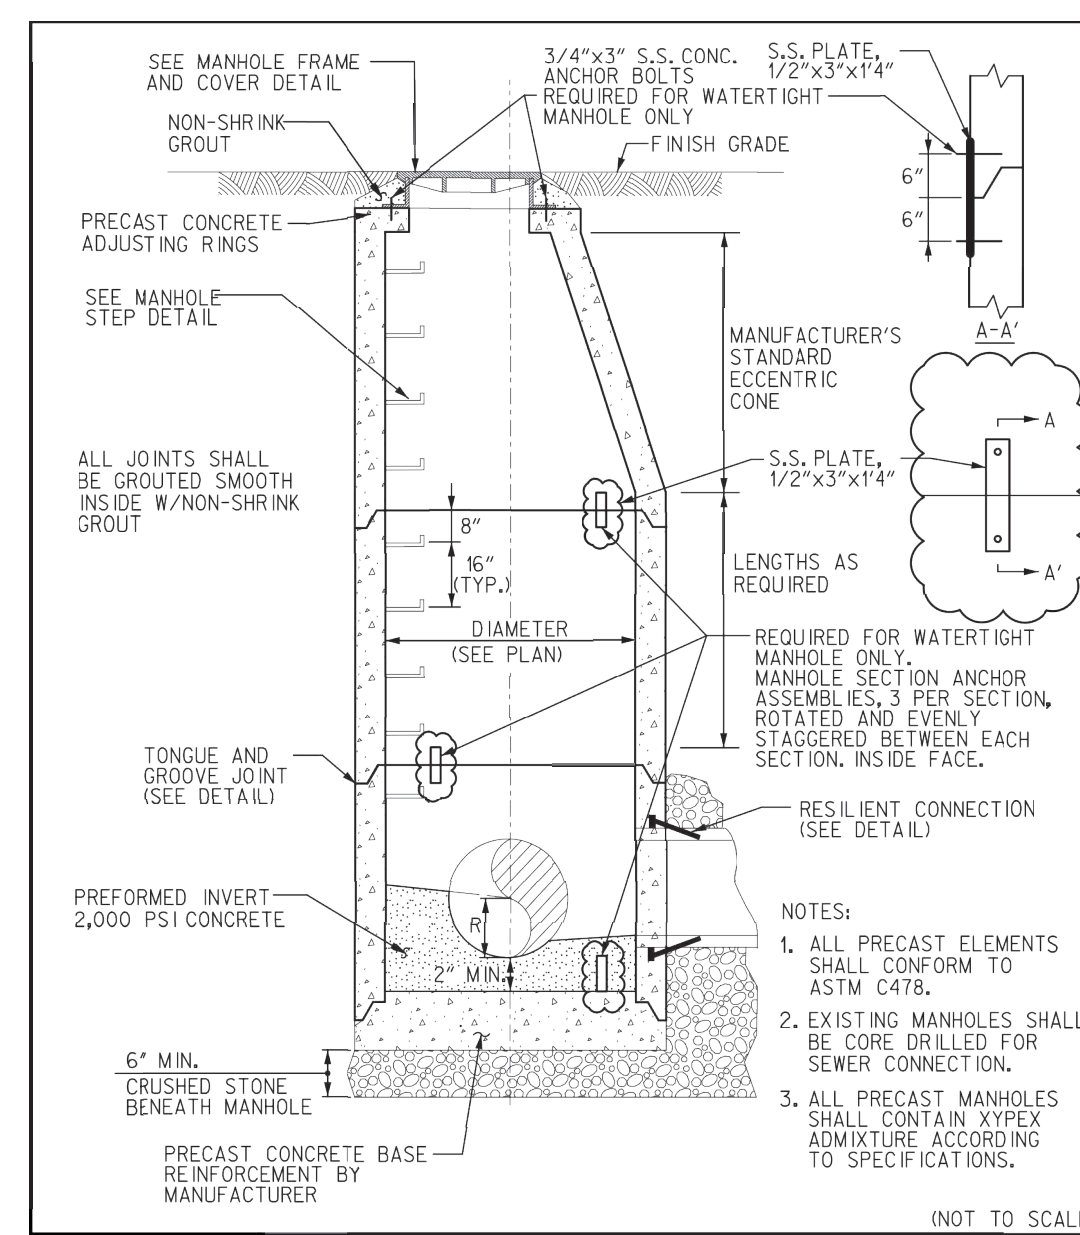 SEE MANHOLE FRAME
AND COVER DETAIL
3/4"x3" S.S. CONC.
ANCHOR BOLTS
REQUIRED FOR WATERTIGHT
MANHOLE ONLY
S.S. PLATE,
1/2"x3"x1'4"
NON-SHRINK
GROUT
FINISH GRADE
6"
6"
PRECAST CONCRETE
ADJUSTING RINGS
SEE MANHOLE
STEP DETAIL
A-A'
MANUFACTURER'S
STANDARD
ECCENTRIC
CONE
A
ALL JOINTS SHALL
BE GROUTED SMOOTH
INSIDE W/NON-SHRINK
GROUT
S.S. PLATE,
1/2"x3"x1'4"
8"
16"
(TYP.)
LENGTHS AS
REQUIRED
A'
DIAMETER
(SEE PLAN)
REQUIRED FOR WATERTIGHT
MANHOLE ONLY.
MANHOLE SECTION ANCHOR
ASSEMBLIES, 3 PER SECTION,
ROTATED AND EVENLY
STAGGERED BETWEEN EACH
SECTION. INSIDE FACE.
TONGUE AND
GROOVE JOINT
(SEE DETAIL)
RESILIENT CONNECTION
(SEE DETAIL)
PREFORMED INVERT
2,000 PSI CONCRETE
R
2" MIN.
NOTES:
1. ALL PRECAST ELEMENTS
SHALL CONFORM TO
ASTM C478.
2. EXISTING MANHOLES SHALL
BE CORE DRILLED FOR
SEWER CONNECTION.
3. ALL PRECAST MANHOLES
SHALL CONTAIN XYPEX
ADMIXTURE ACCORDING
TO SPECIFICATIONS.
6" MIN.
CRUSHED STONE
BENEATH MANHOLE
PRECAST CONCRETE BASE
REINFORCEMENT BY
MANUFACTURER
(NOT TO SCALE